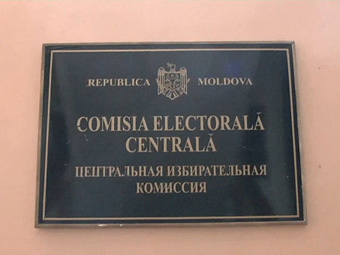 REPUBLICA MOLDOVA
COMISIA ELECTORALĂ
CENTRALĂ
ЦЕНТРАЛЬНАЯ ИЗБИРАТЕЛЬНАЯ
КОМИССИЯ